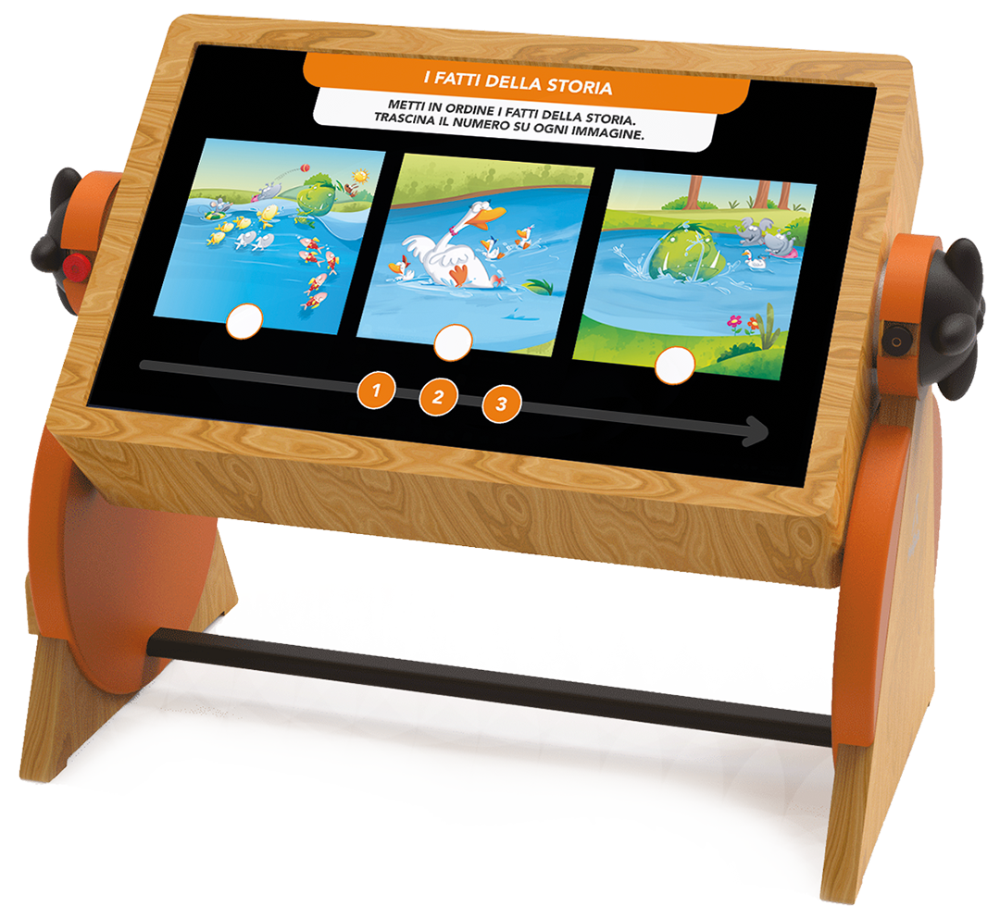 I FATTI DELLA STORIA
METTI IN ORDINE I FATTI DELLA STORIA.
TRASCINA IL NUMERO SU OGNI IMMAGINE.
1 2 3